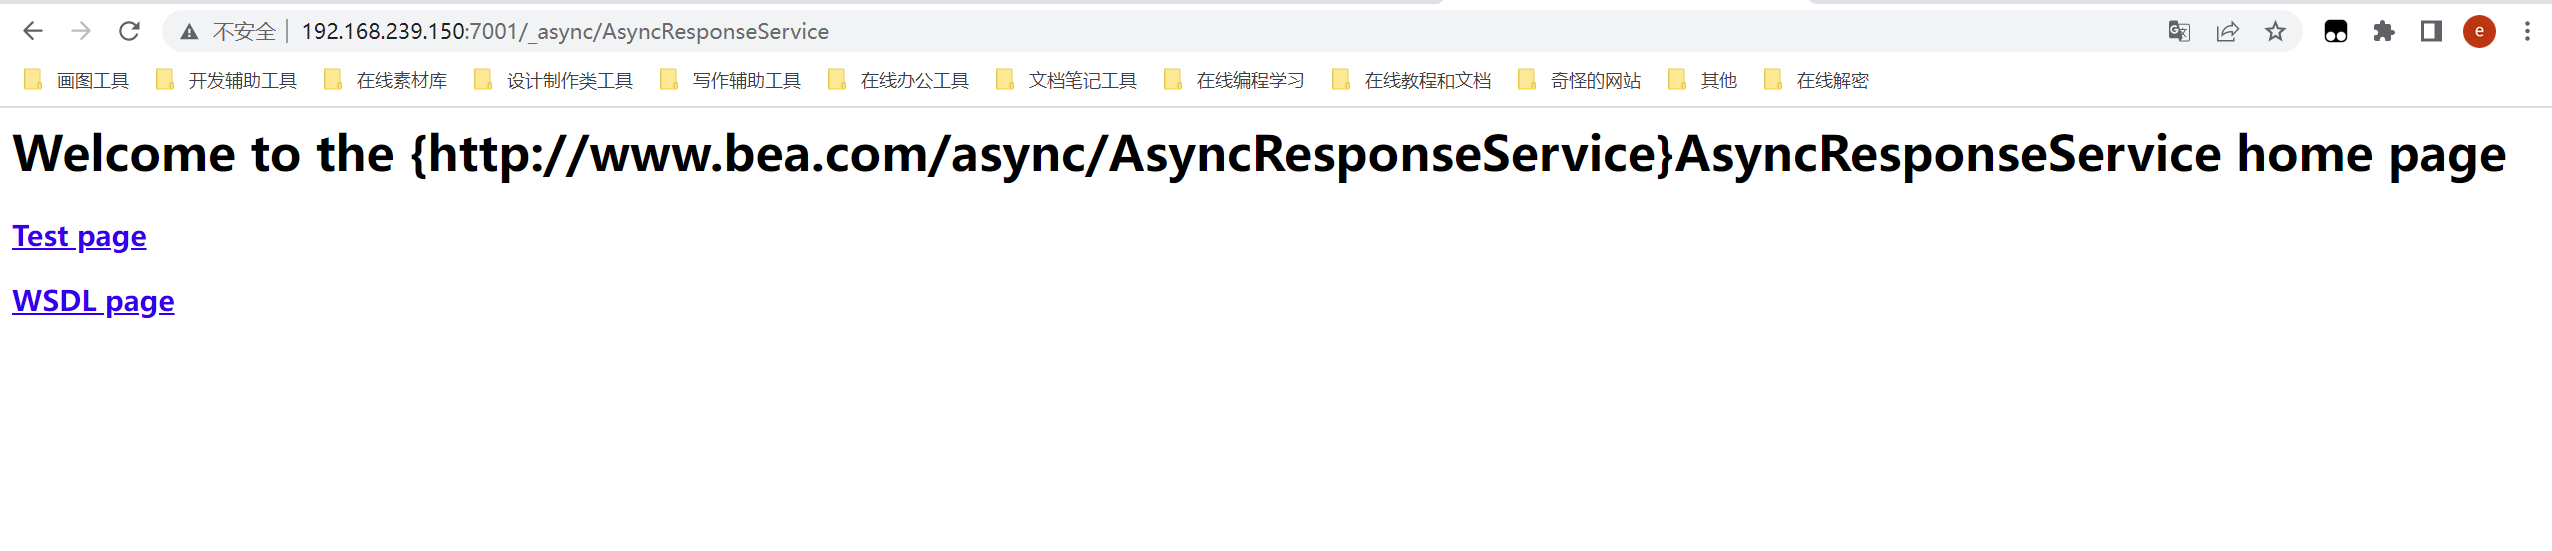 不安全 192.168.239.150:7001/_async/AsyncResponseService e
画图工具 开发辅助工具 在线素材库 设计制作类工具 写作辅助工具 在线办公工具 文档笔记工具 在线编程学习 在线教程和文档 奇怪的网站 其他 在线解密
Welcome to the {http://www.bea.com/async/AsyncResponseService}AsyncResponseService home page
Test page
WSDL page